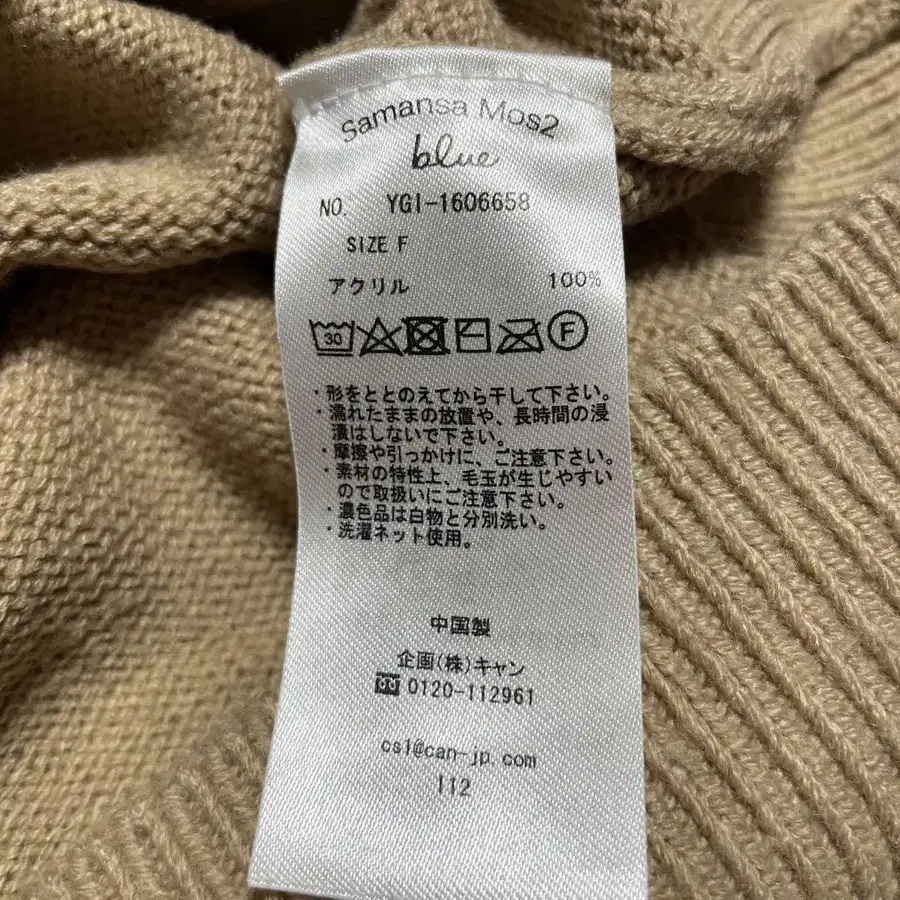 Samansa Mos2
blue
NO. YGI-1606658
SIZE F
アクリル 100%
30 F
・形をととのえてから干して下さい。
・濡れたままの放置や、長時間の浸
漬はしないで下さい。
・摩擦や引っかけに、ご注意下さい。
・素材の特性上、毛玉が生じやすい
ので取扱いにご注意下さい。
・濃色品は白物と分別洗い。
・洗濯ネット使用。
中国製
企画(株)キャン
0120-112961
cs1@can-jp.com
112